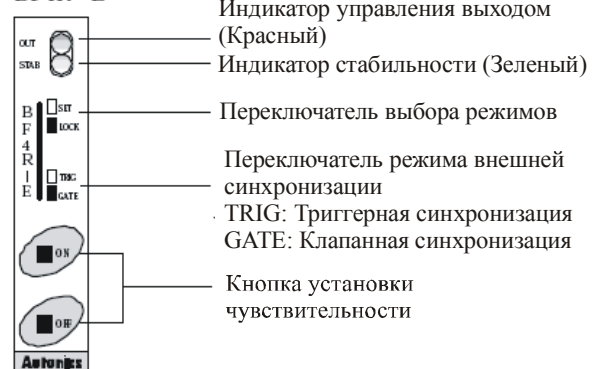 Индикатор управления выходом
(Красный)
Индикатор стабильности (Зеленый)
Переключатель выбора режимов
Переключатель режима внешней
синхронизации
TRIG: Триггерная синхронизация
GATE: Клапанная синхронизация
Кнопка установки
чувствительности
OUT
STAB
BF4RIE
SET
LOCK
TRIG
GATE
ON
OFF
Autonics